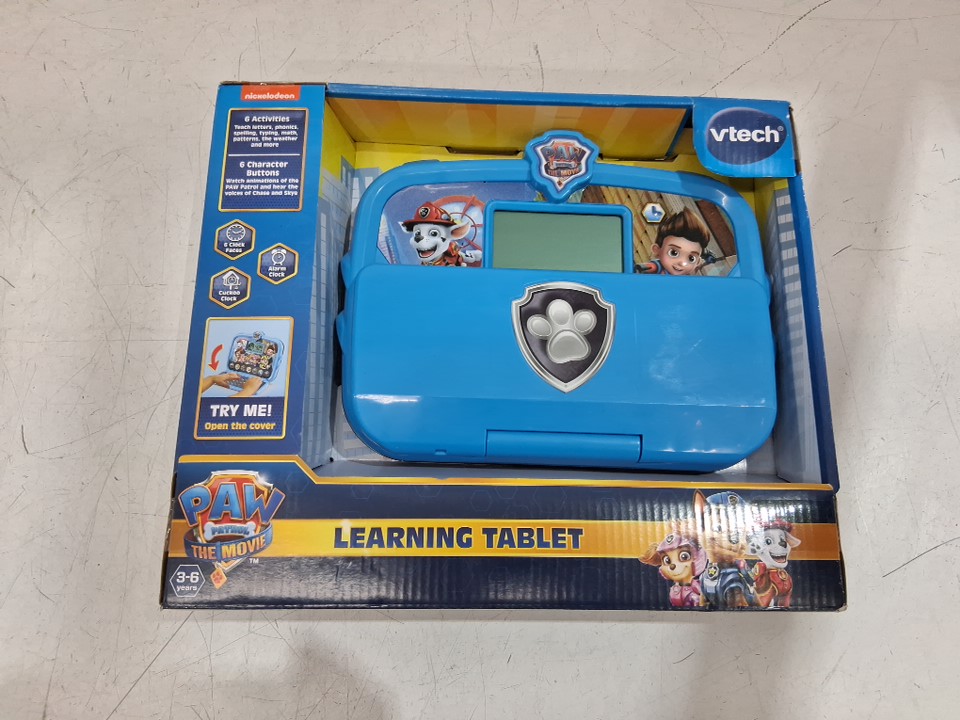 nickelodeon
6 Activities
Teach letters, phonics,
spelling, typing, math,
patterns, the weather
and more
6 Character
Buttons
Watch animations of the
PAW Patrol and hear the
voices of Chase and Skye
6 Clock
Faces
Alarm
Clock
Cuckoo
Clock
TRY ME!
Open the cover
vtech®
PAW
THE MOVIE
PAW
PATROL
THE MOVIE
TM
LEARNING TABLET
3-6
years